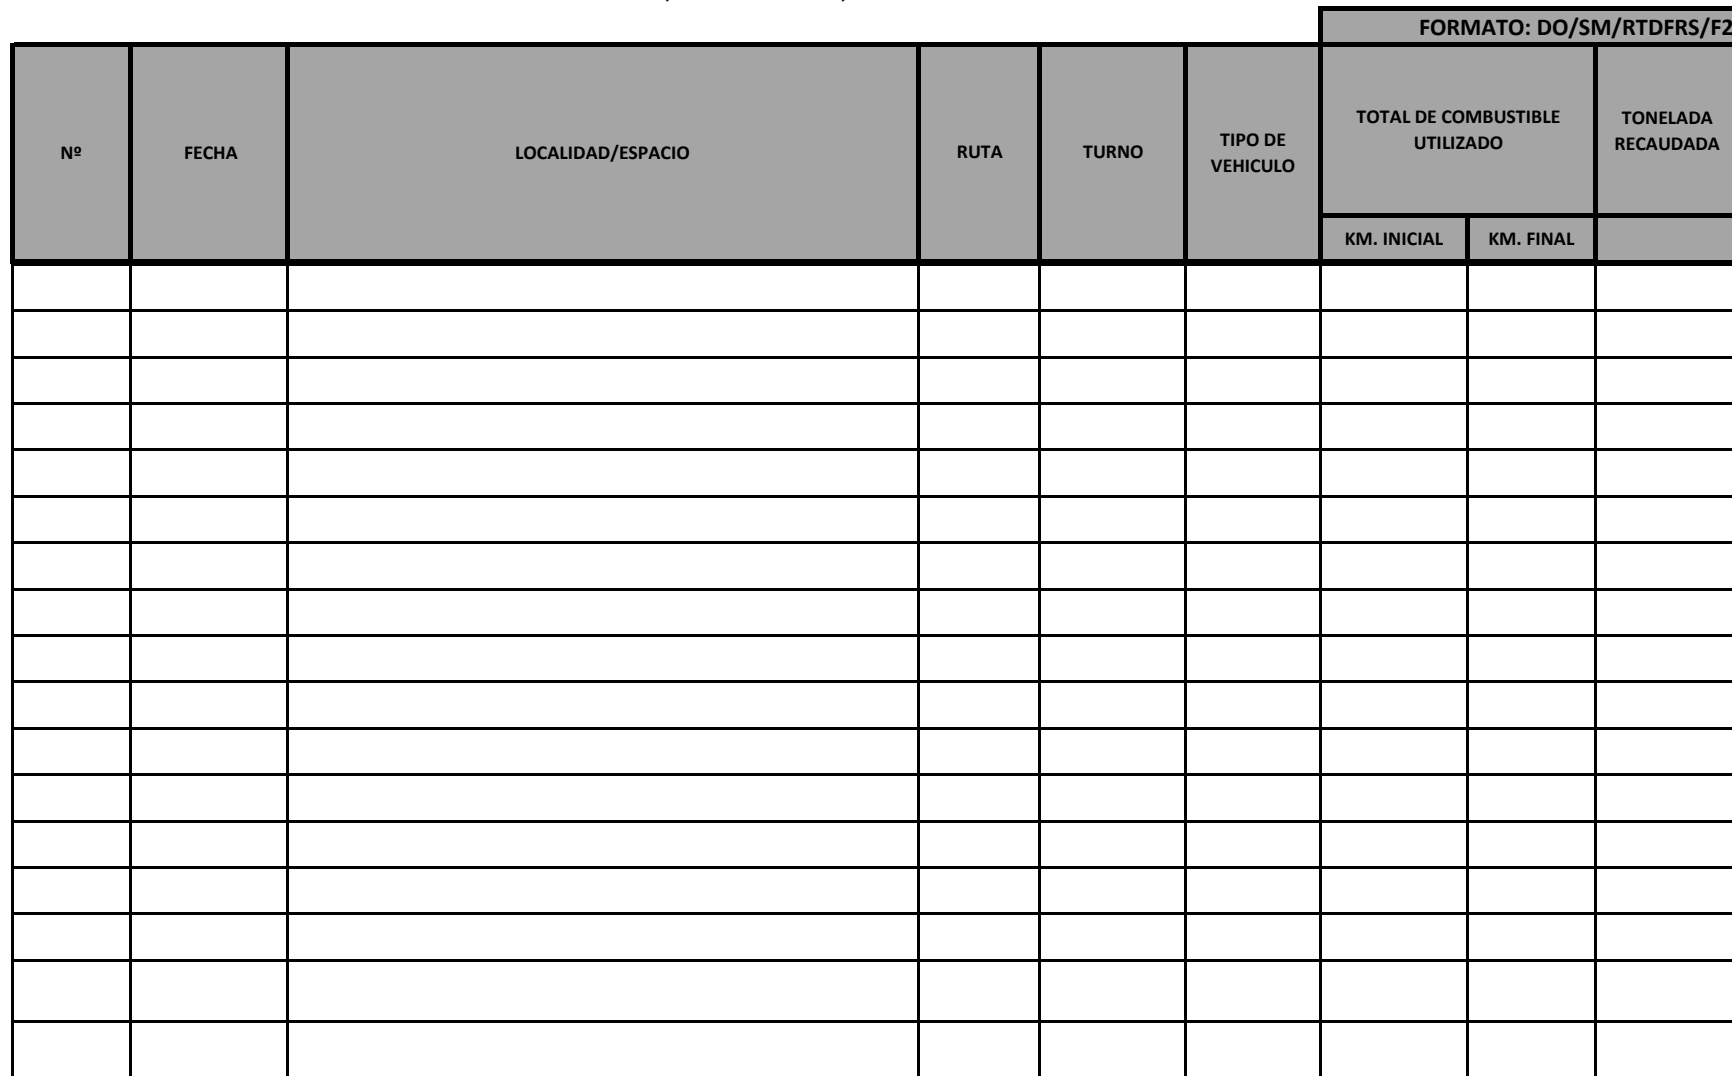 FORMATO: DO/SM/RTDFRS/F2
Nº
FECHA
LOCALIDAD/ESPACIO
RUTA
TURNO
TIPO DE
VEHICULO
TOTAL DE COMBUSTIBLE
UTILIZADO
TONELADA
RECAUDADA
KM. INICIAL
KM. FINAL